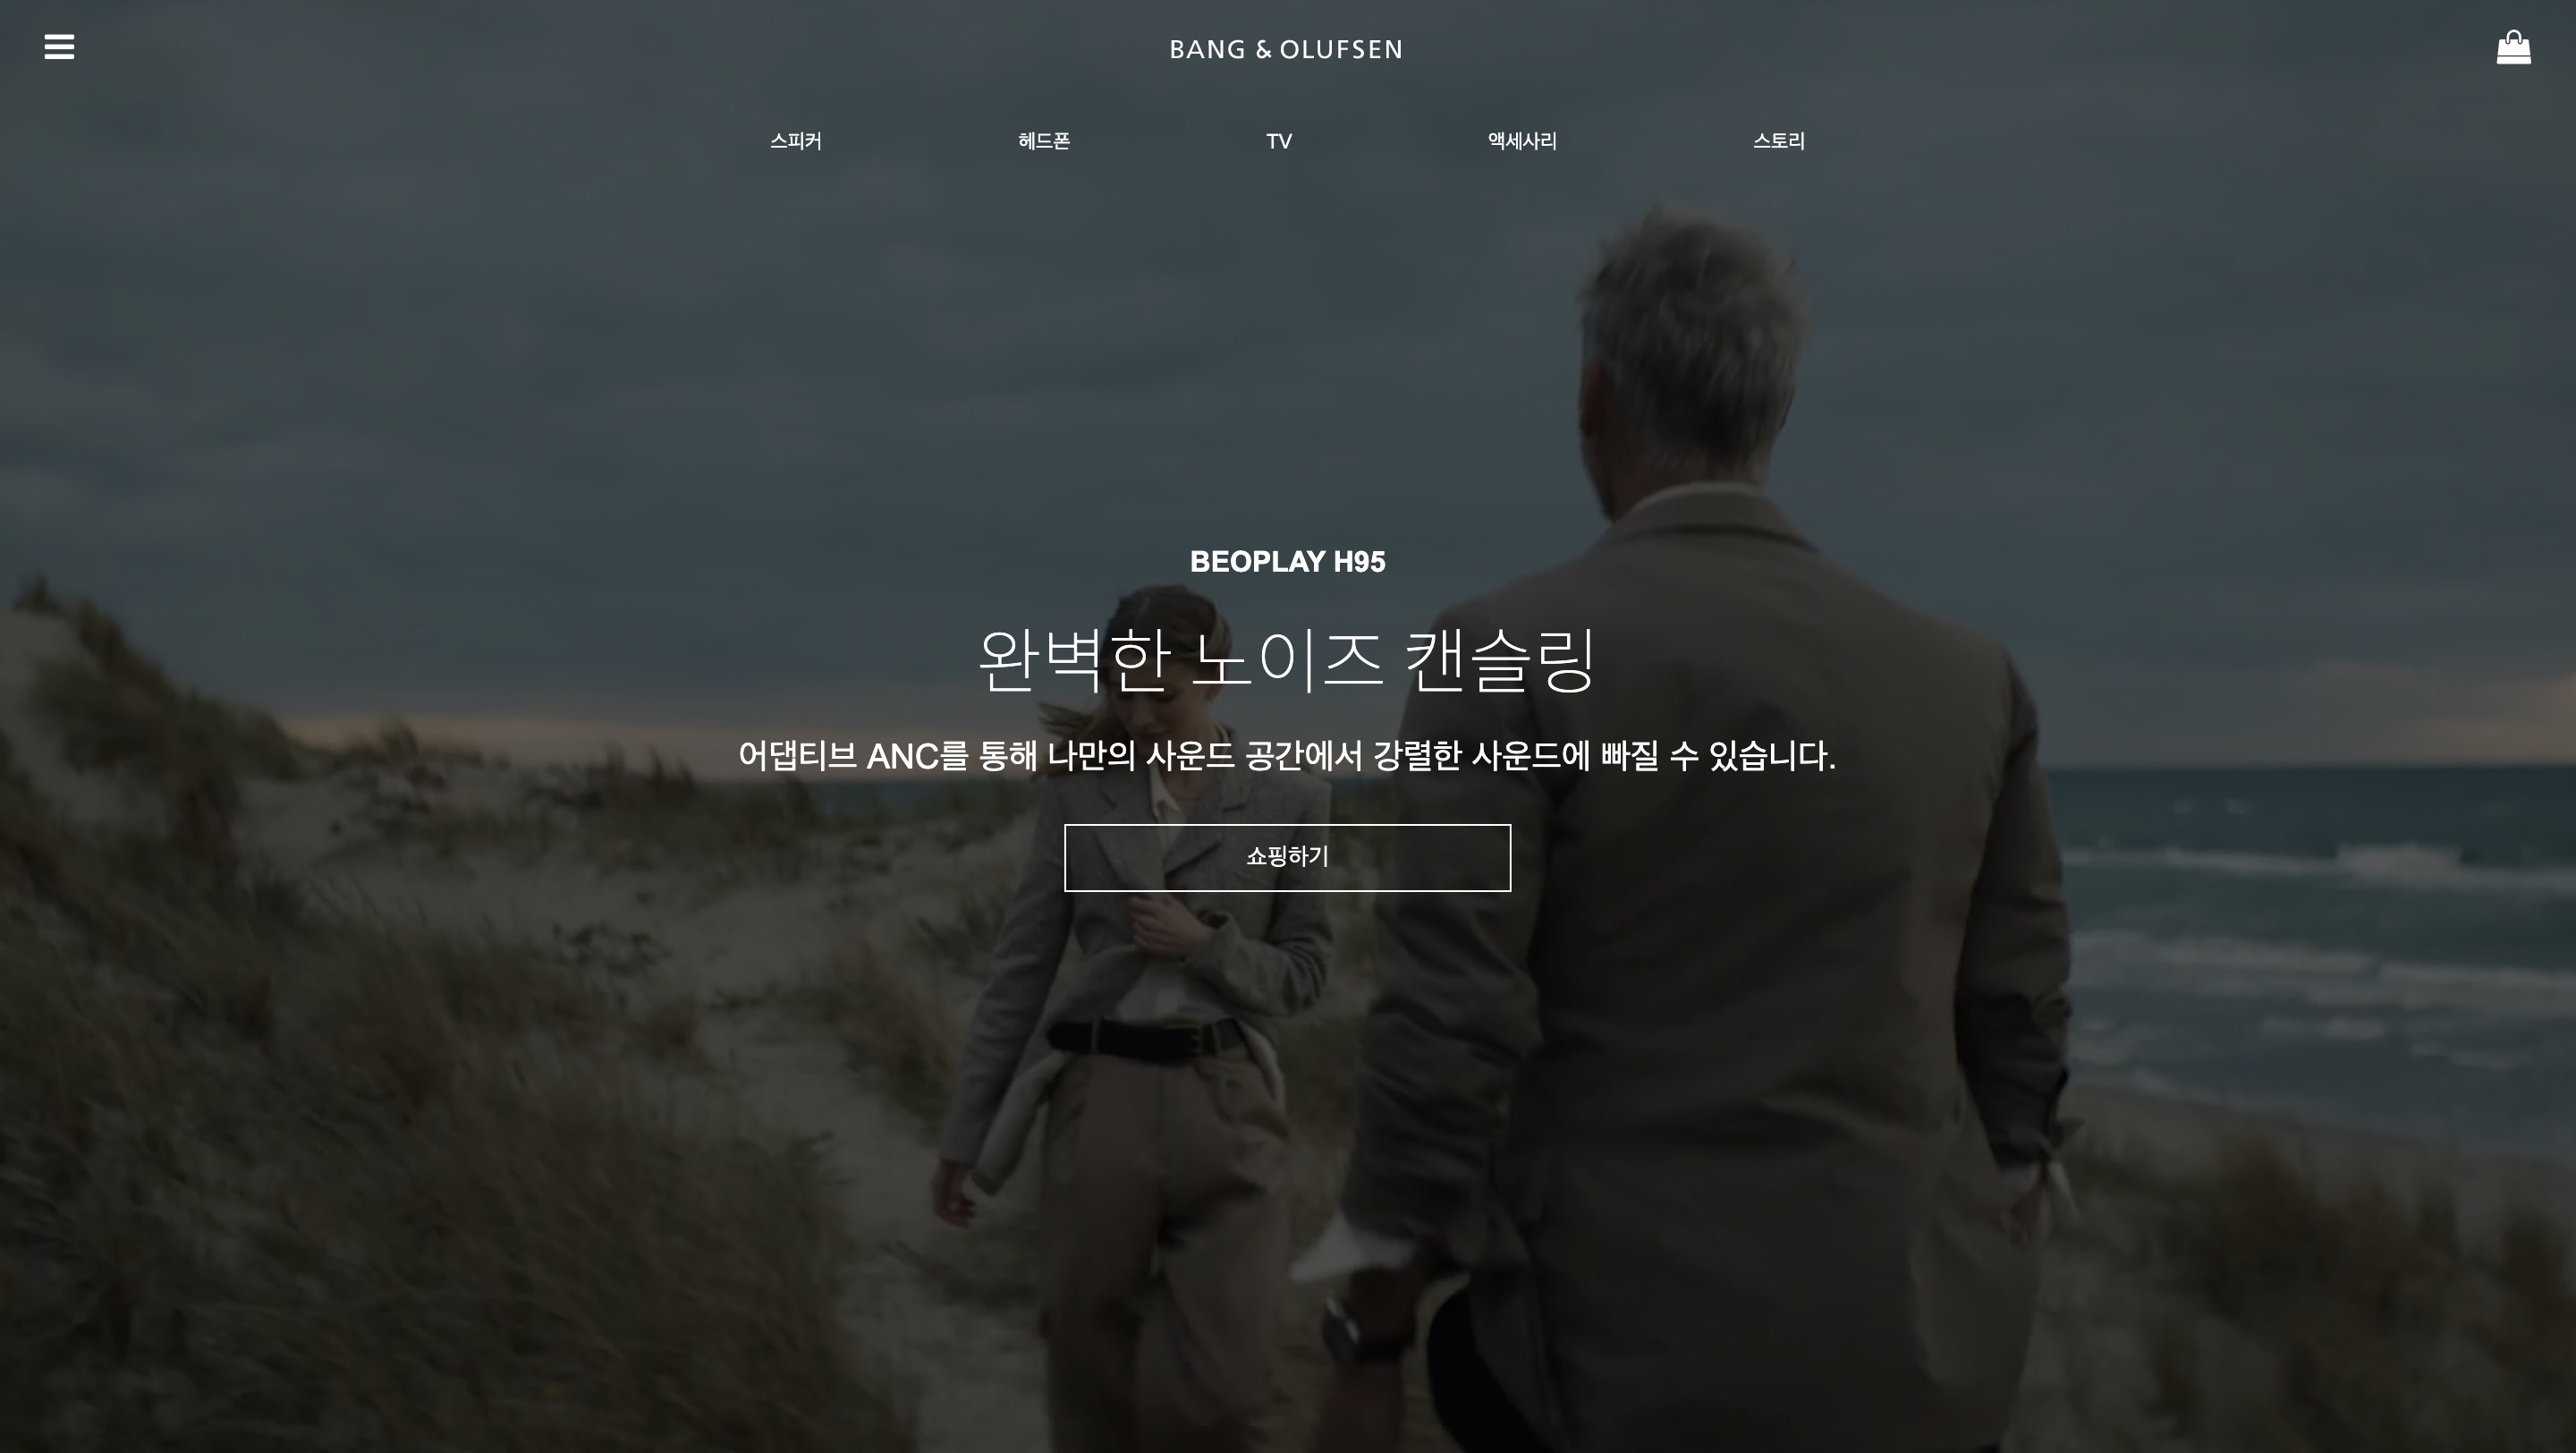 BANG & OLUFSEN
스피커 헤드폰 TV 액세사리 스토리
BEOPLAY H95
완벽한 노이즈 캔슬링
어댑티브 ANC를 통해 나만의 사운드 공간에서 강렬한 사운드에 빠질 수 있습니다.
쇼핑하기